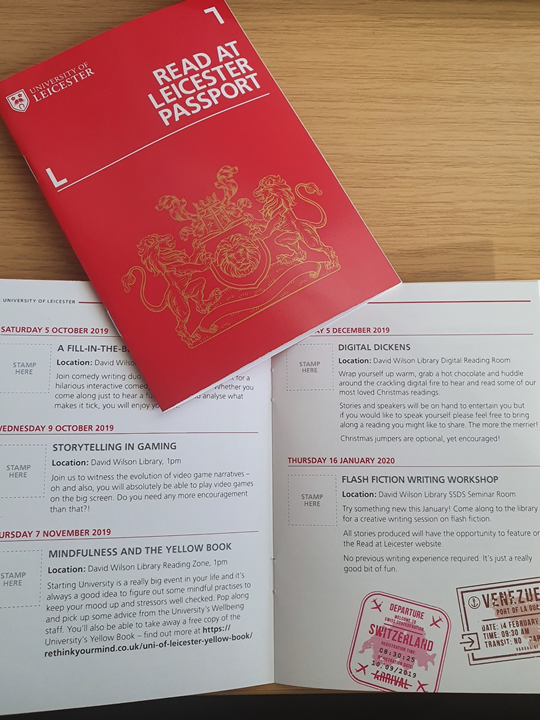 UNIVERSITY OF
LEICESTER
READ AT
LEICESTER
PASSPORT
UNIVERSITY OF LEICESTER
SATURDAY 5 OCTOBER 2019
STAMP
HERE
A FILL-IN-THE-B
Location: David Wils
Join comedy writing duo
for a
hilarious interactive comed
Whether you
come along just to hear a fu
to analyse what
makes it tick, you will enjoy yo
WEDNESDAY 9 OCTOBER 2019
STAMP
HERE
STORYTELLING IN GAMING
Location: David Wilson Library, 1pm
Join us to witness the evolution of video game narratives –
oh and also, you will absolutely be able to play video games
on the big screen. Do you need any more encouragement
than that?!
URSDAY 7 NOVEMBER 2019
STAMP
HERE
MINDFULNESS AND THE YELLOW BOOK
Location: David Wilson Library Reading Zone, 1pm
Starting University is a really big event in your life and it's
always a good idea to figure out some mindful practises to
keep your mood up and stressors well checked. Pop along
and pick up some advice from the University's Wellbeing
staff. You'll also be able to take away a free copy of the
University's Yellow Book – find out more at https://
rethinkyourmind.co.uk/uni-of-leicester-yellow-book/
5 DECEMBER 2019
STAMP
HERE
DIGITAL DICKENS
Location: David Wilson Library Digital Reading Room
Wrap yourself up warm, grab a hot chocolate and huddle
around the crackling digital fire to hear and read some of our
most loved Christmas readings.
Stories and speakers will be on hand to entertain you but
if you would like to speak yourself please feel free to bring
along a reading you might like to share. The more the merrier!
Christmas jumpers are optional, yet encouraged!
THURSDAY 16 JANUARY 2020
STAMP
HERE
FLASH FICTION WRITING WORKSHOP
Location: David Wilson Library SSDS Seminar Room
Try something new this January! Come along to the library
for a creative writing session on flash fiction.
All stories produced will have the opportunity to feature on
the Read at Leicester website.
No previous writing experience required. It's just a really
good bit of fun.
DEPARTURE
WELCOME TO
SWITZERLAND
08:30:25
10/09/2019
ARRIVAL
VENEZUE
PORT DE LA GUC
DATE: 14 FEBRUARY
TIME: 09:30 AM
TRANSIT: NO